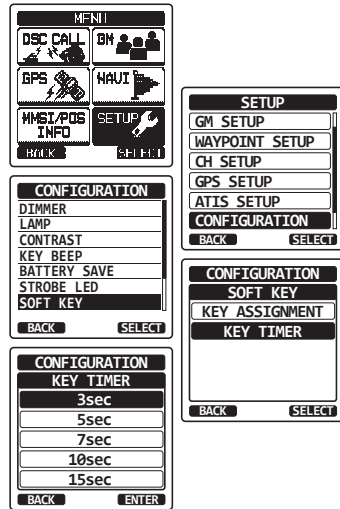 MENU
DSC CALL GM
GPS NAVI
MMSI/POS INFO SETUP
BACK SELECT
SETUP
GM SETUP
WAYPOINT SETUP
CH SETUP
GPS SETUP
ATIS SETUP
CONFIGURATION
BACK SELECT
CONFIGURATION
DIMMER
LAMP
CONTRAST
KEY BEEP
BATTERY SAVE
STROBE LED
SOFT KEY
BACK SELECT
CONFIGURATION
SOFT KEY
KEY ASSIGNMENT
KEY TIMER
BACK SELECT
CONFIGURATION
KEY TIMER
3sec
5sec
7sec
10sec
15sec
BACK ENTER